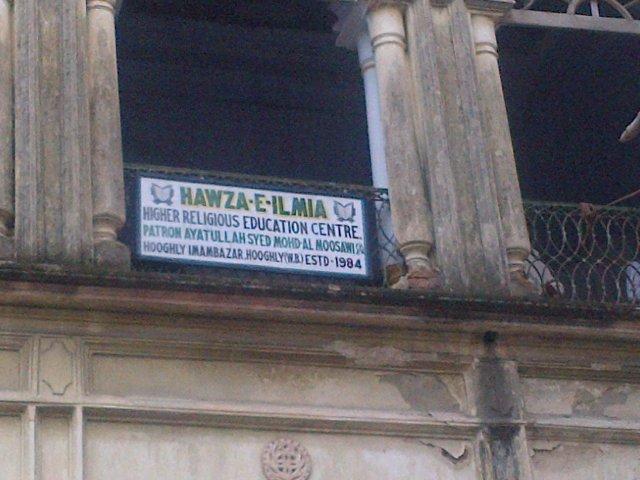 HAWZA-E-ILMIA
HIGHER RELIGIOUS EDUCATION CENTRE.
PATRON AYATULLAH SYED MOHD-AL MOOSAWI
HOOGHLY IMAMBAZAR.HOOGHLY(W.B.) ESTD-1984